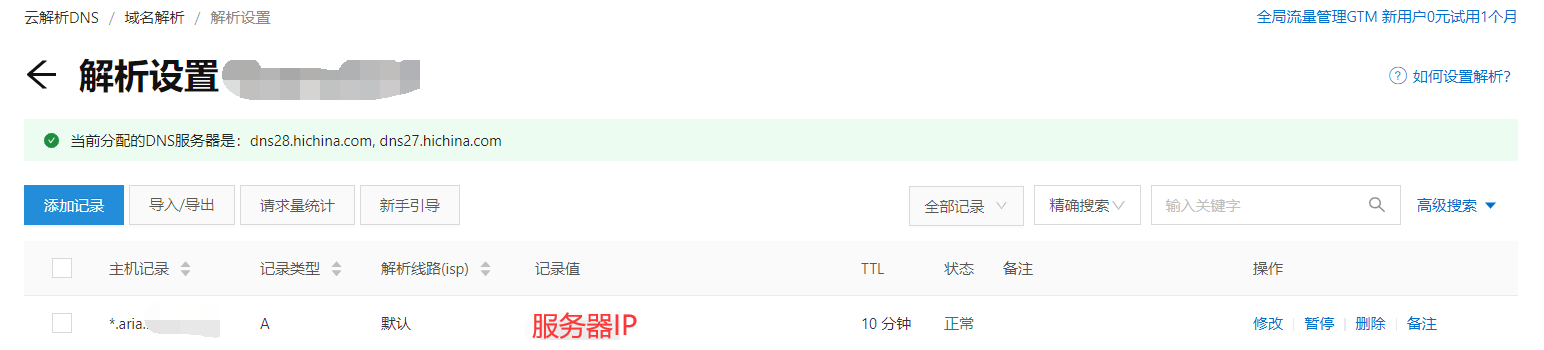 云解析DNS / 域名解析 / 解析设置
全局流量管理GTM 新用户0元试用1个月
解析设置
如何设置解析?
当前分配的DNS服务器是：dns28.hichina.com, dns27.hichina.com
添加记录 导入/导出 请求量统计 新手引导 全部记录 精确搜索 输入关键字 高级搜索
主机记录 记录类型 解析线路(isp) 记录值 TTL 状态 备注 操作
*.aria. A 默认 服务器IP 10 分钟 正常 修改 暂停 删除 备注